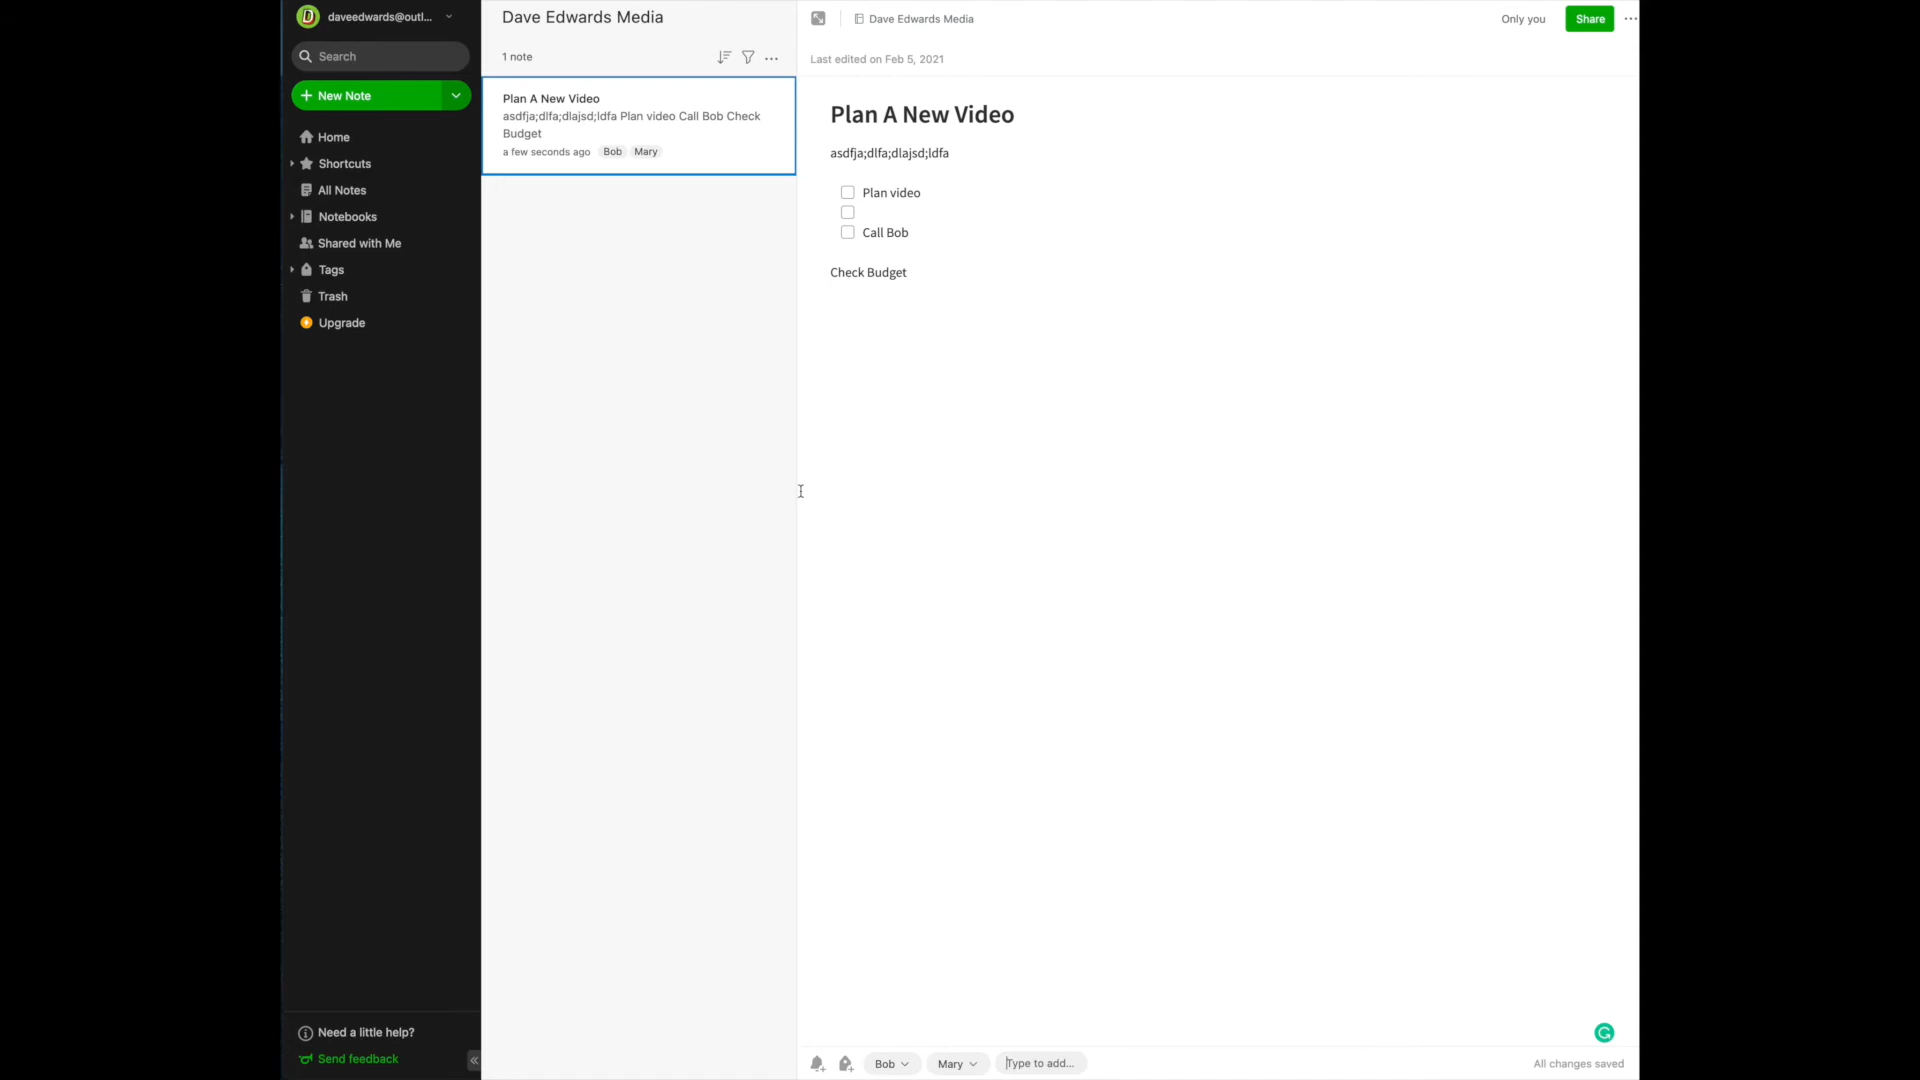 daveedwards@outl...
Search
New Note
Home
Shortcuts
All Notes
Notebooks
Shared with Me
Tags
Trash
Upgrade
Need a little help?
Send feedback
Dave Edwards Media
1 note
Plan A New Video
asdfja;dlfa;dlajsd;ldfa Plan video Call Bob Check
Budget
a few seconds ago Bob Mary
Dave Edwards Media
Only you
Share
Last edited on Feb 5, 2021
Plan A New Video
asdfja;dlfa;dlajsd;ldfa
Plan video
Call Bob
Check Budget
Bob Mary Type to add...
All changes saved